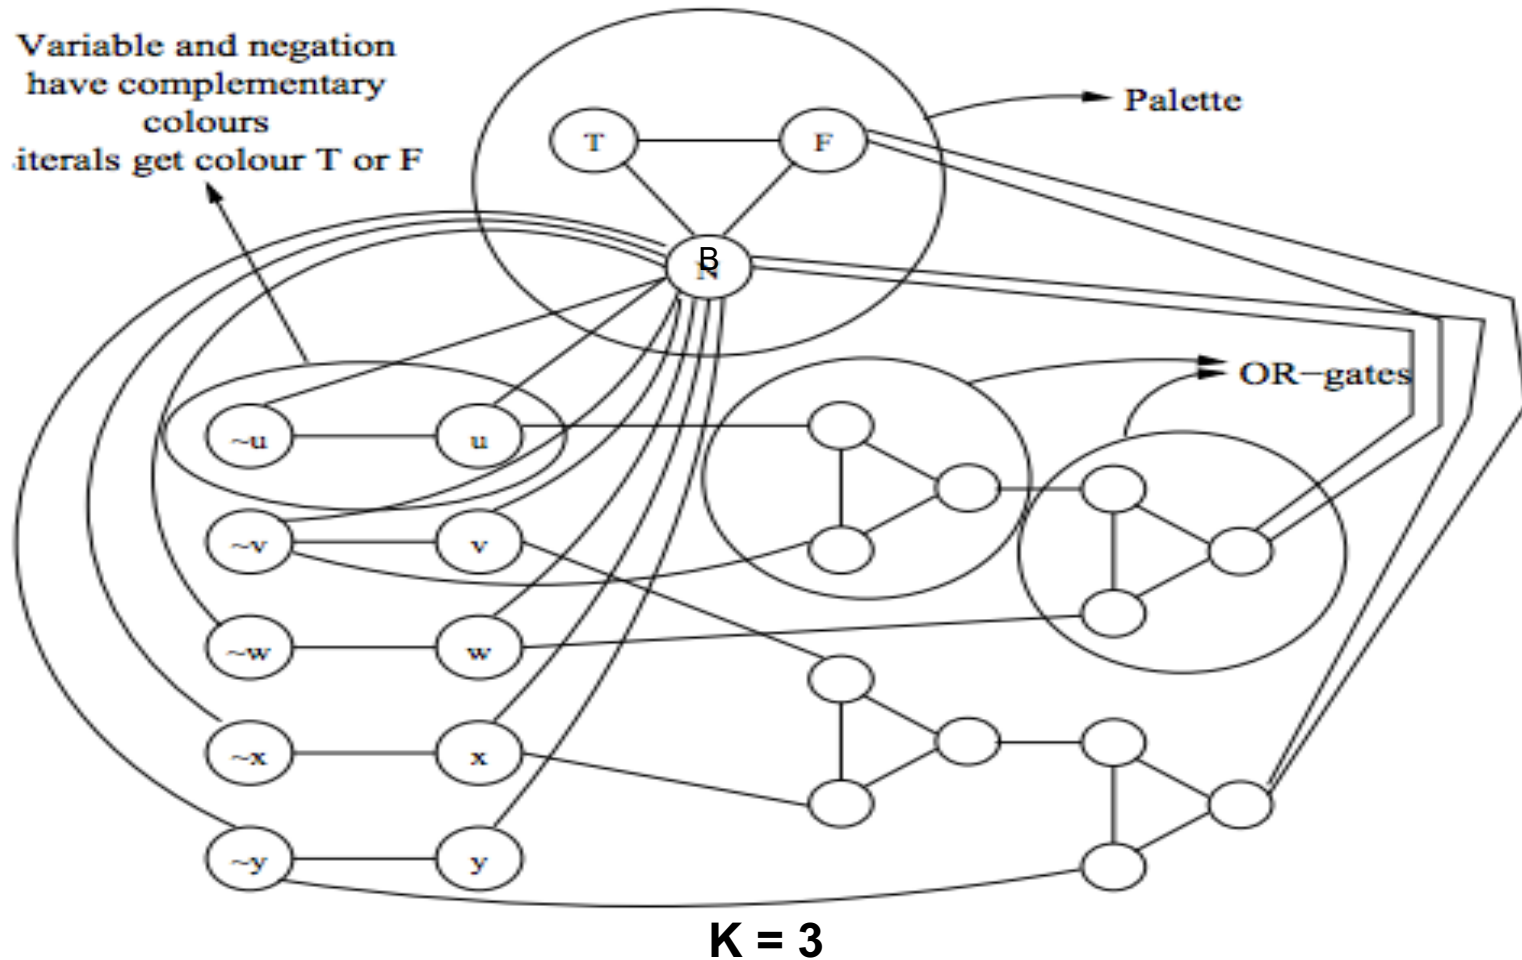 Variable and negation
have complementary
colours
iterals get colour T or F
Palette
T
F
B
N
OR−gates
~u
u
~v
v
~w
w
~x
x
~y
y
K = 3